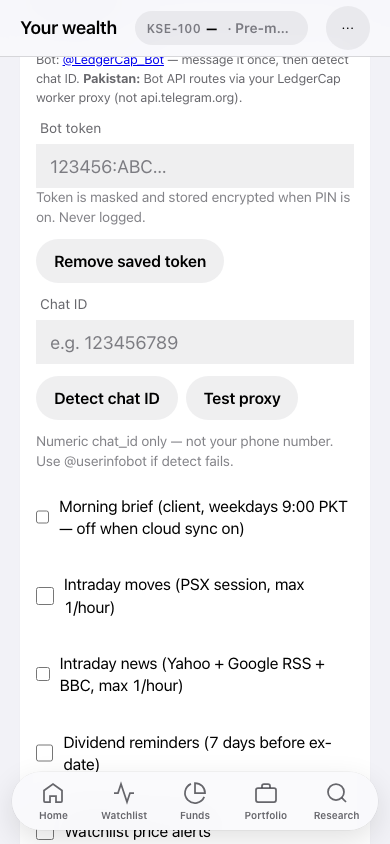 Your wealth
KSE-100 — · Pre-m...
...
Bot: @LedgerCap_Bot — message it once, then detect
chat ID. Pakistan: Bot API routes via your LedgerCap
worker proxy (not api.telegram.org).
Bot token
123456:ABC...
Token is masked and stored encrypted when PIN is
on. Never logged.
Remove saved token
Chat ID
e.g. 123456789
Detect chat ID
Test proxy
Numeric chat_id only — not your phone number.
Use @userinfobot if detect fails.
Morning brief (client, weekdays 9:00 PKT
— off when cloud sync on)
Intraday moves (PSX session, max
1/hour)
Intraday news (Yahoo + Google RSS +
BBC, max 1/hour)
Dividend reminders (7 days before ex-
date)
Home
Watchlist
Funds
Portfolio
Research
Watchlist price alerts